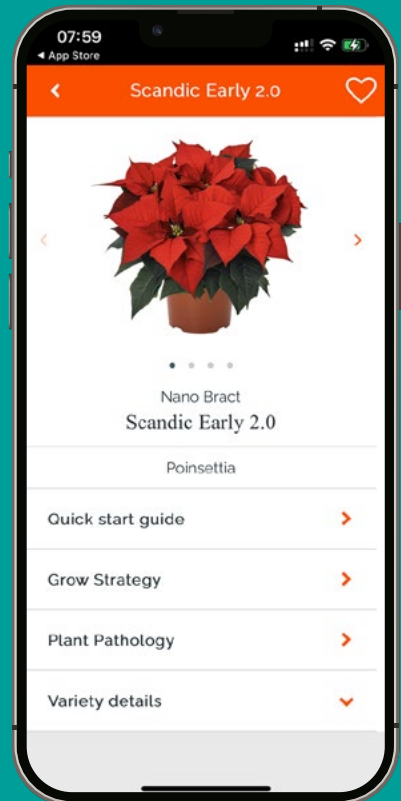 07:59
◀ App Store
Scandic Early 2.0
Nano Bract
Scandic Early 2.0
Poinsettia
Quick start guide
Grow Strategy
Plant Pathology
Variety details